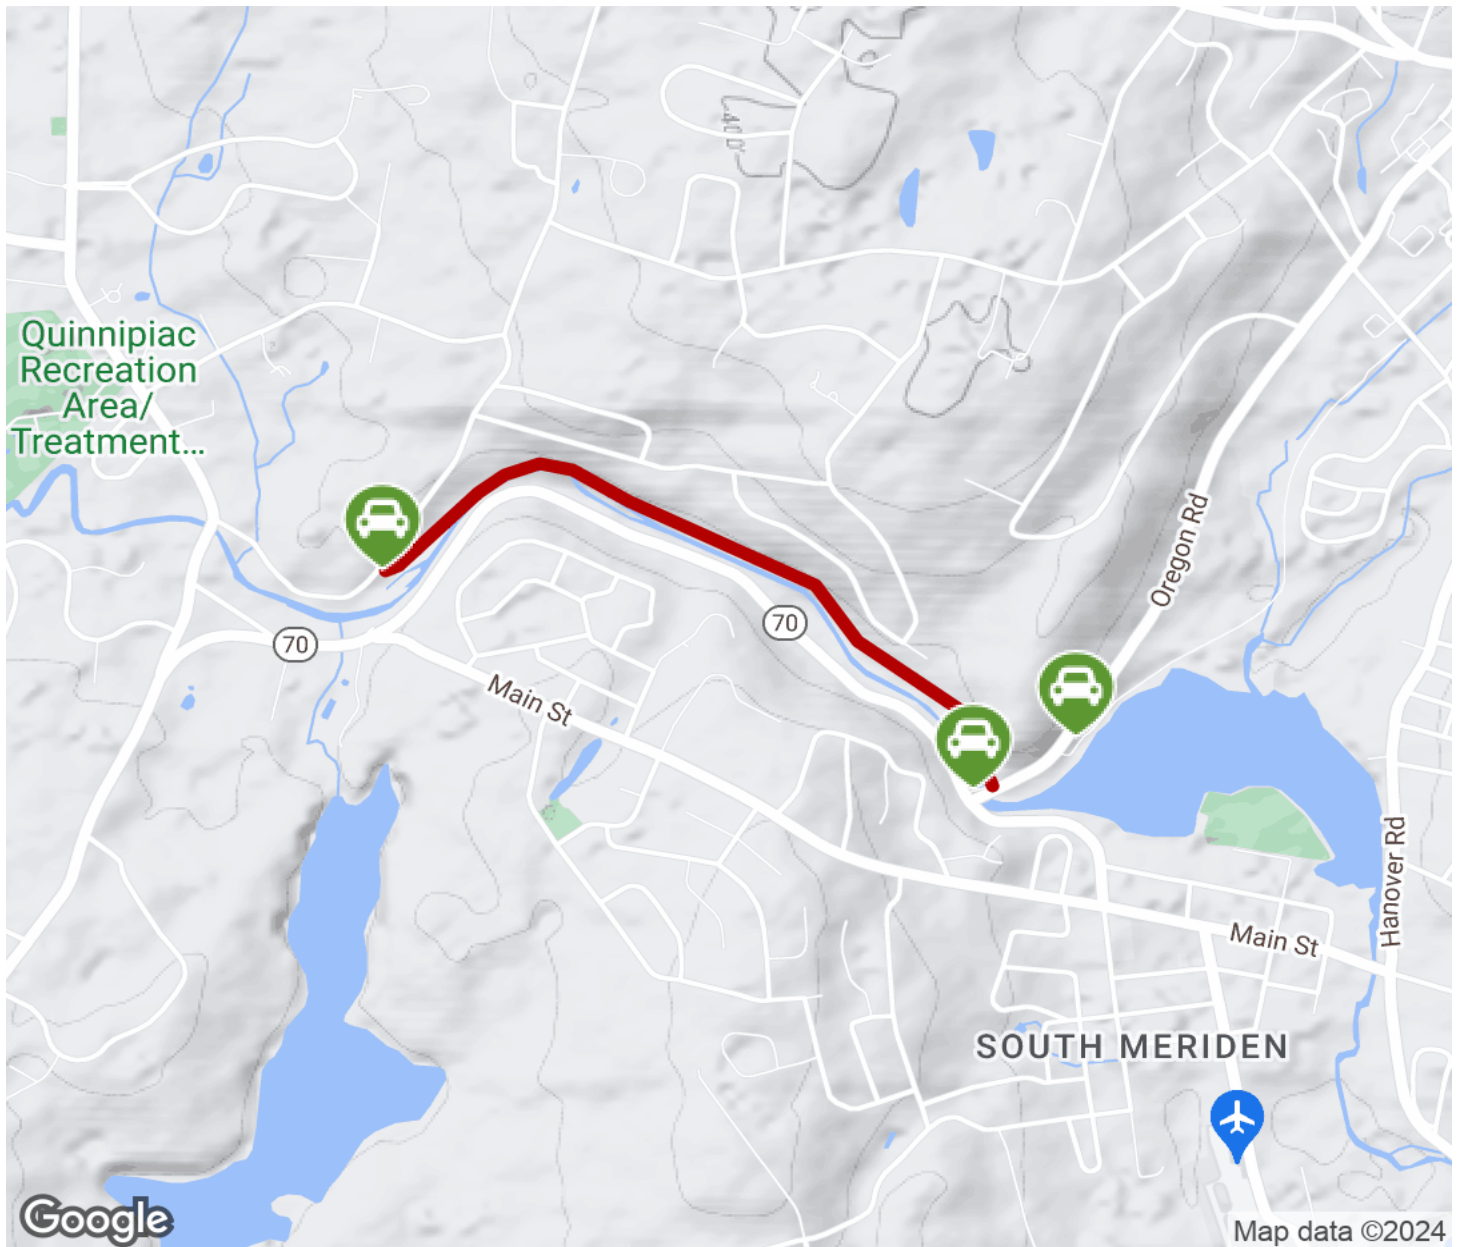 400
Quinnipiac
Recreation
Area/
Treatment...
Oregon Rd
70
70
Main St
Hanover Rd
Main St
SOUTH MERIDEN
Google
Map data ©2024